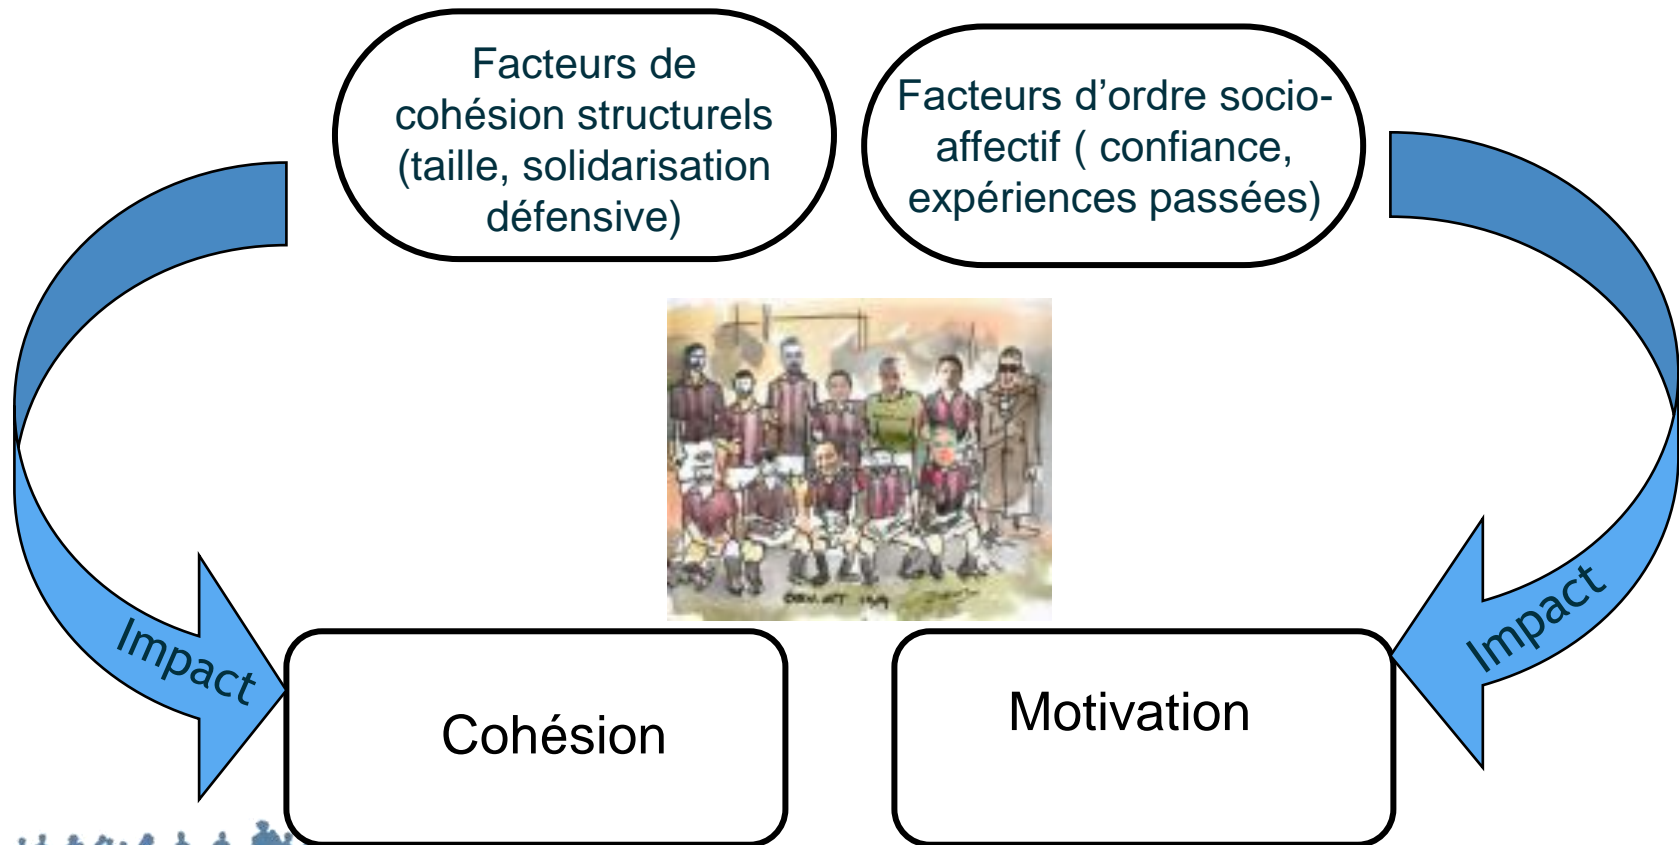 Facteurs de
cohésion structurels
(taille, solidarisation
défensive)
Facteurs d’ordre socio-
affectif ( confiance,
expériences passées)
Impact
Impact
Cohésion
Motivation